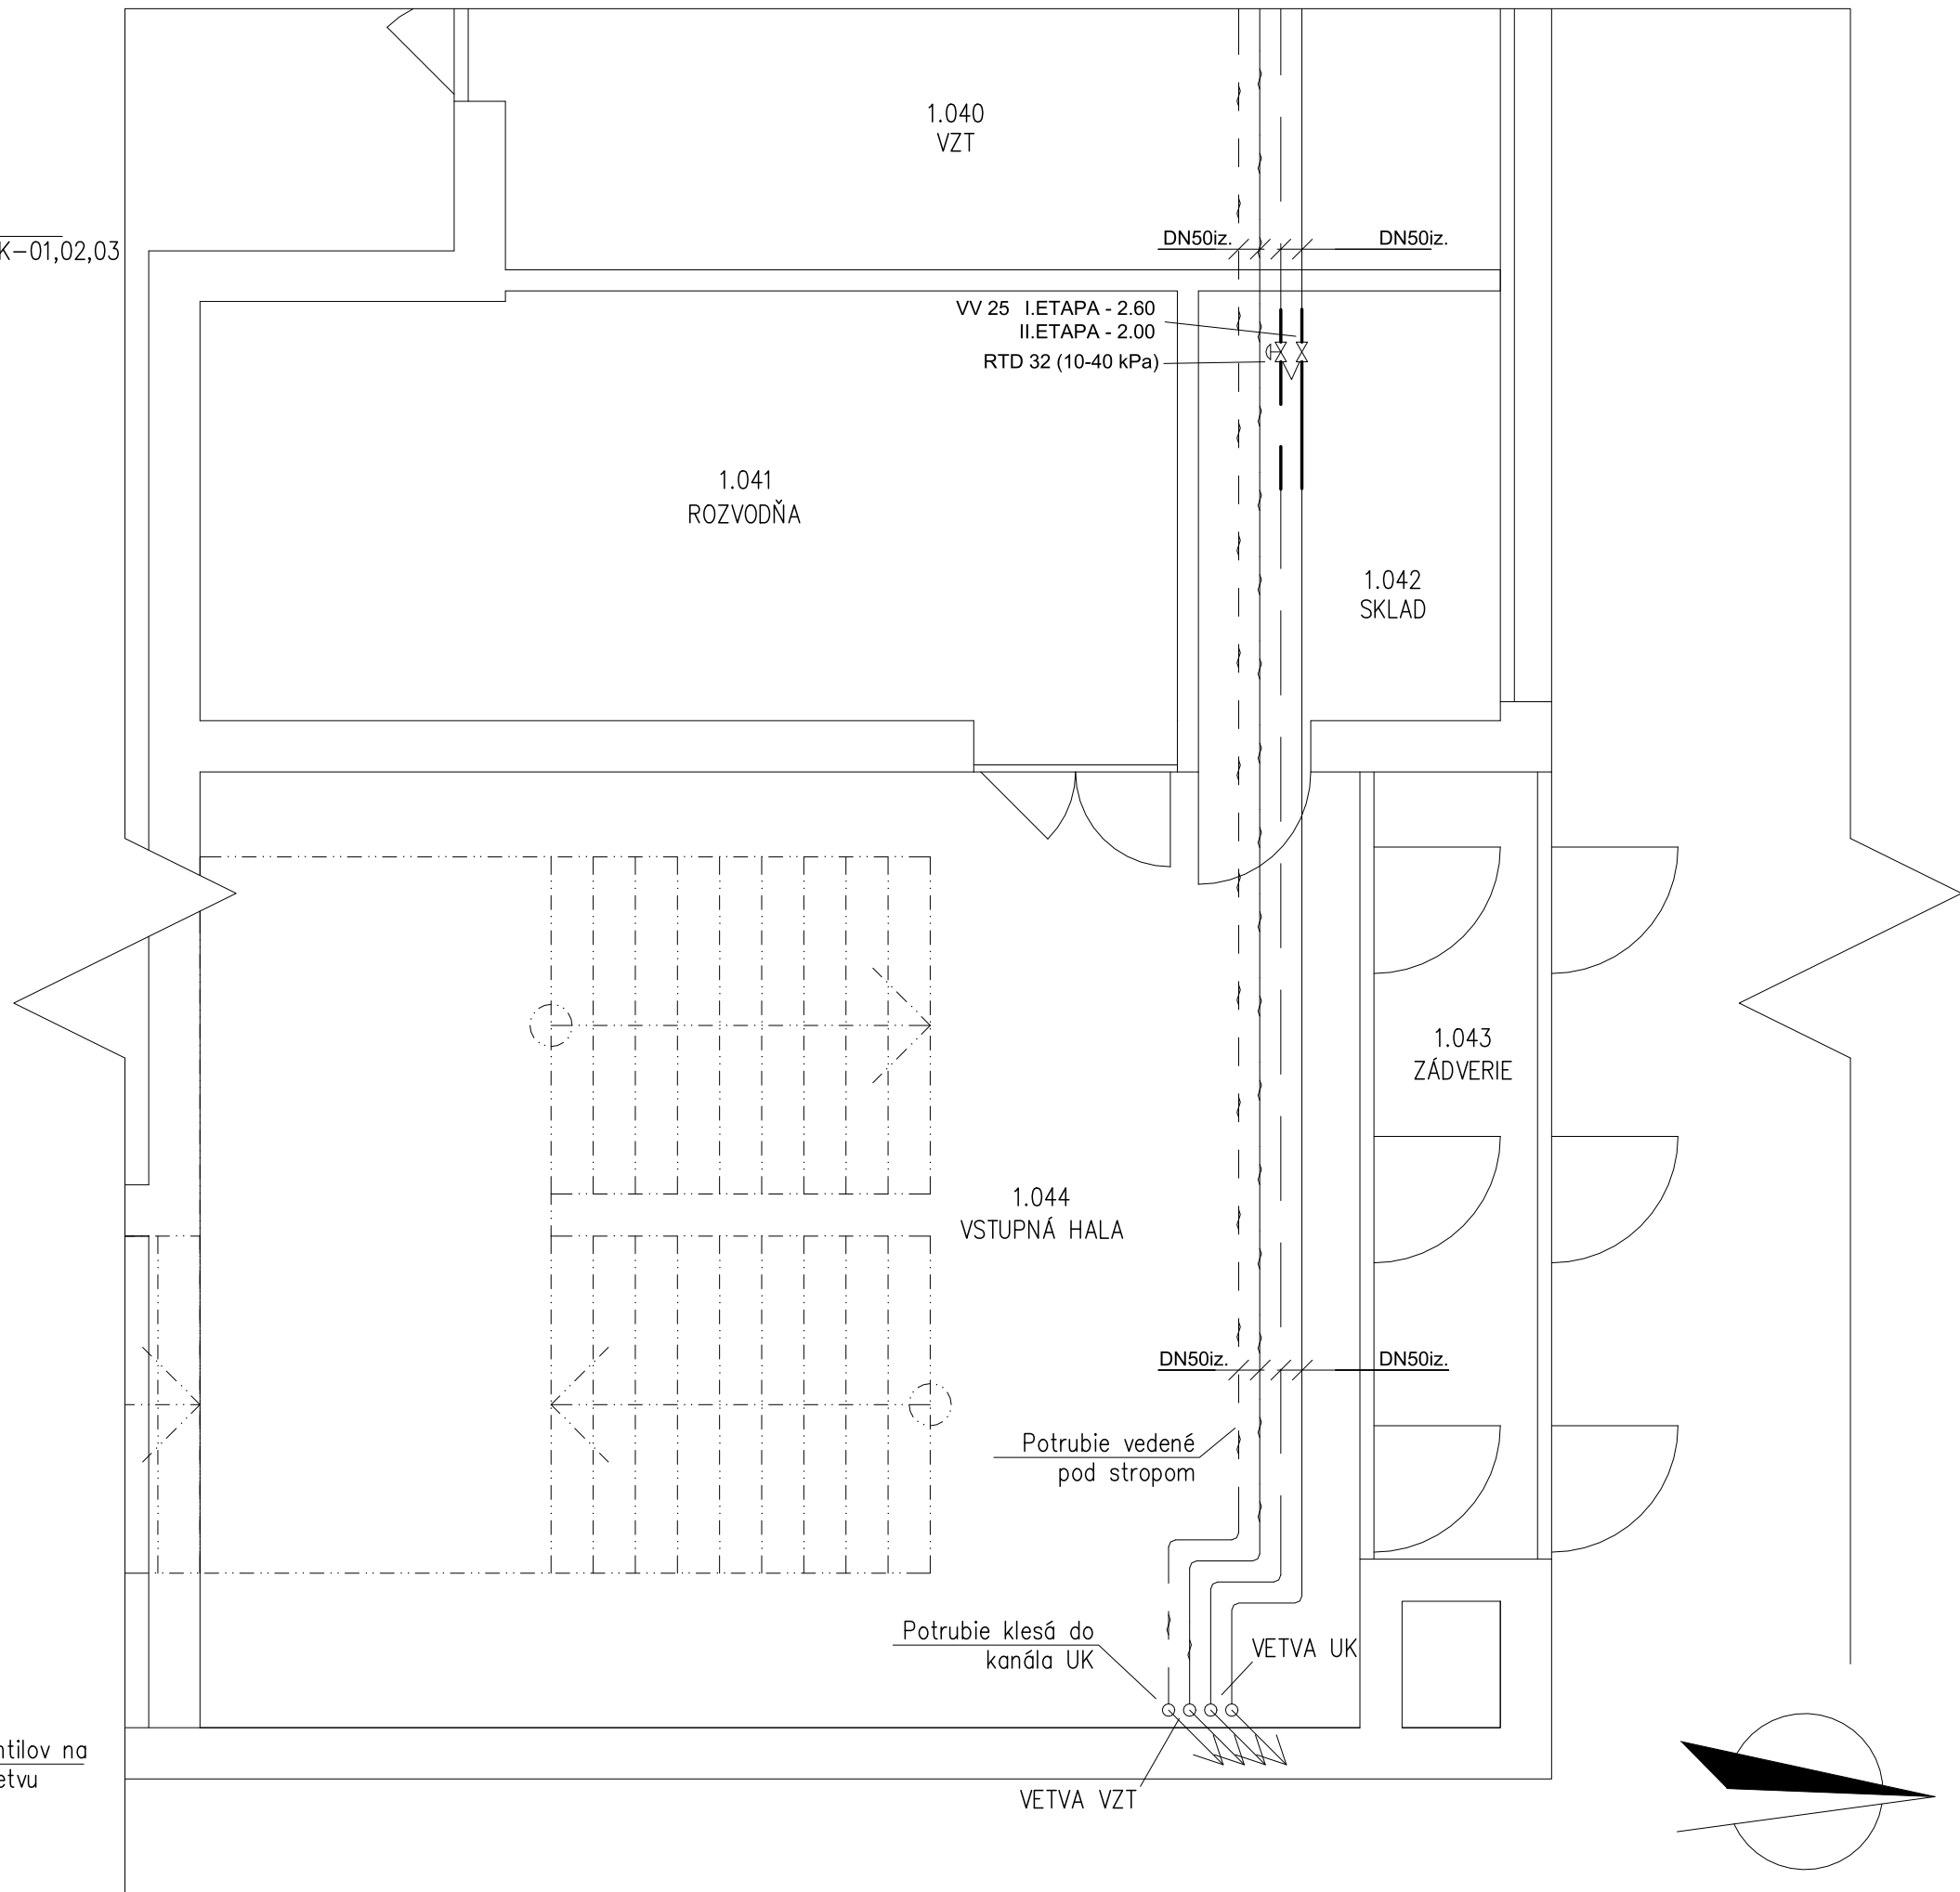 1.040
VZT
K-01,02,03
DN50iz.
DN50iz.
VV 25 I.ETAPA - 2.60
II.ETAPA - 2.00
RTD 32 (10-40 kPa)
1.041
ROZVODŇA
1.042
SKLAD
1.043
ZÁDVERIE
1.044
VSTUPNÁ HALA
DN50iz.
DN50iz.
Potrubie vedené
pod stropom
Potrubie klesá do
kanála UK
VETVA UK
na
VETVA VZT